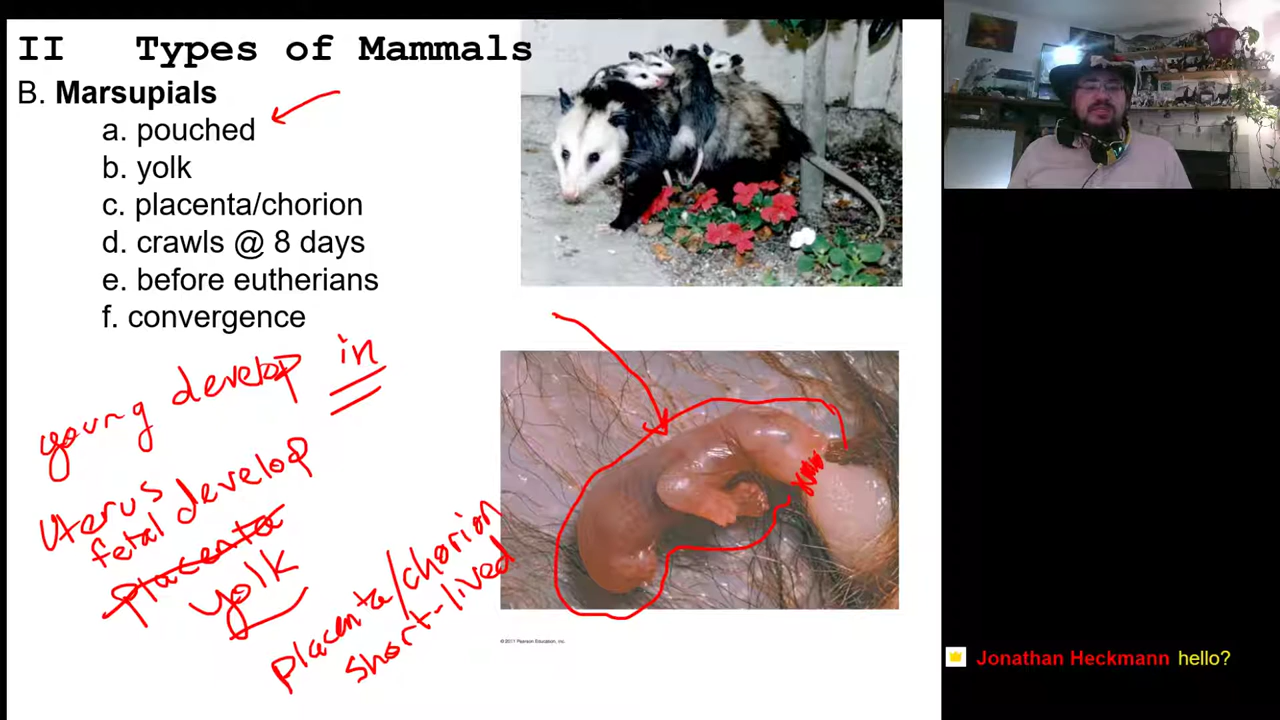 II Types of Mammals
B. Marsupials
a. pouched
b. yolk
c. placenta/chorion
d. crawls @ 8 days
e. before eutherians
f. convergence
young develop in
uterus
fetal develop
placenta
yolk
placenta/chorion
short-lived
© 2011 Pearson Education, Inc.
Jonathan Heckmann hello?